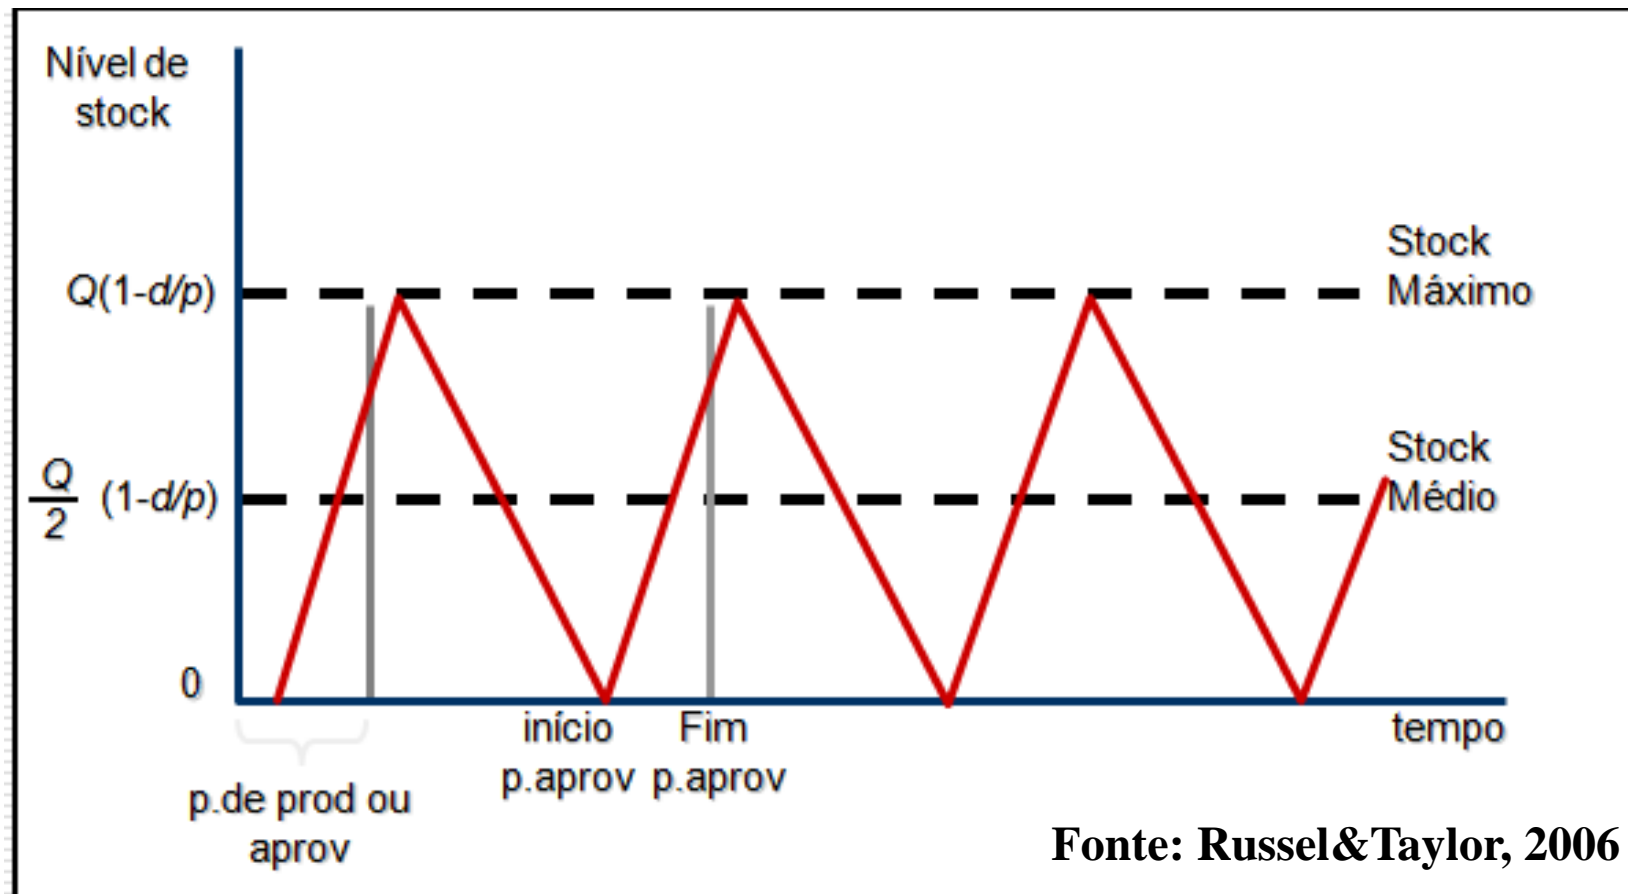 Nível de
stock
Q(1-d/p)
Stock
Máximo
Q
2
(1-d/p)
Stock
Médio
0
início
p.aprov
Fim
p.aprov
tempo
p.de prod ou
aprov
Fonte: Russel&Taylor, 2006